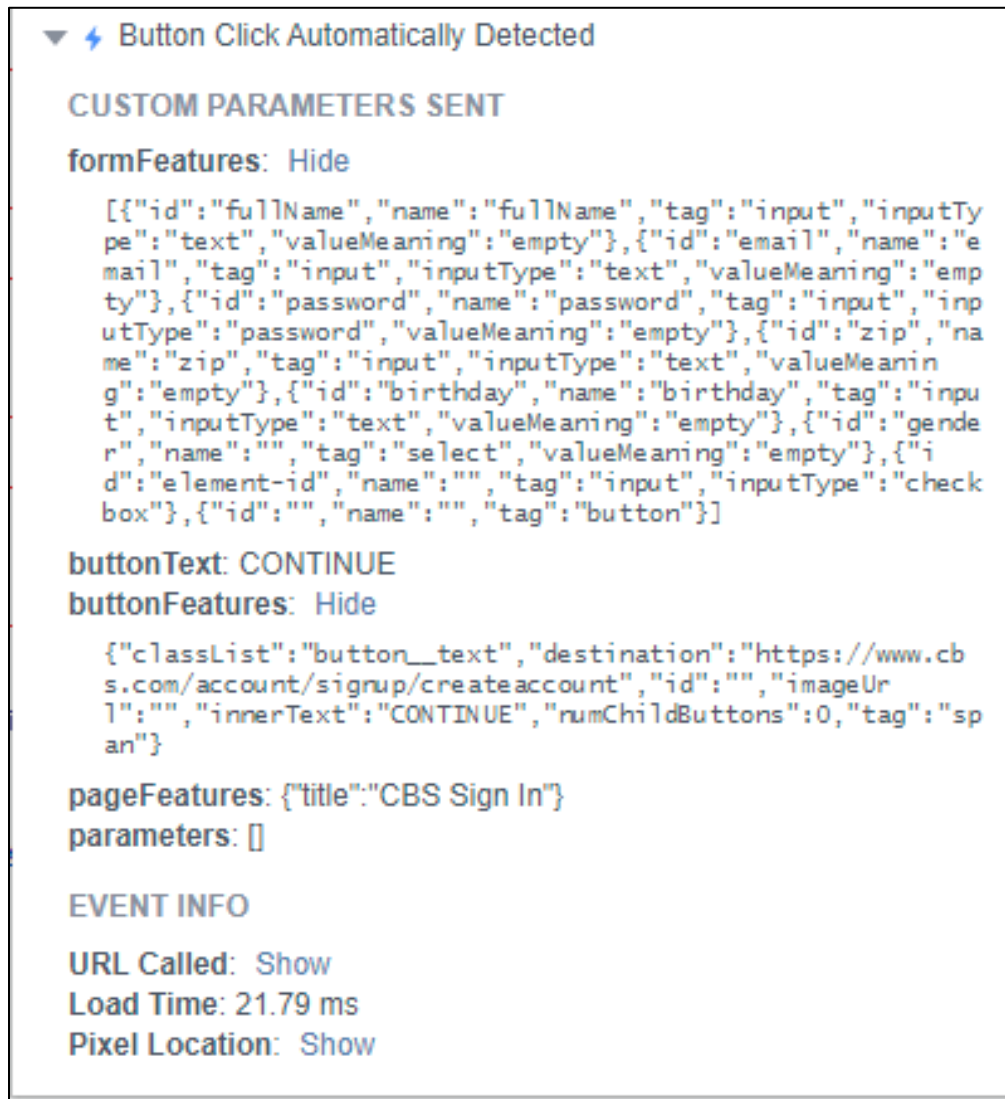 Button Click Automatically Detected
CUSTOM PARAMETERS SENT
formFeatures: Hide
[{"id":"fullName","name":"fullName","tag":"input","inputTy
pe":"text","valueMeaning":"empty"},{"id":"email","name":"e
mail","tag":"input","inputType":"text","valueMeaning":"emp
ty"},{"id":"password","name":"password","tag":"input","inp
utType":"password","valueMeaning":"empty"},{"id":"zip","na
me":"zip","tag":"input","inputType":"text","valueMeanin
g":"empty"},{"id":"birthday","name":"birthday","tag":"inpu
t","inputType":"text","valueMeaning":"empty"},{"id":"gende
r","name":"","tag":"select","valueMeaning":"empty"},{"i
d":"element-id","name":"","tag":"input","inputType":"check
box"},{"id":"","name":"","tag":"button"}]
buttonText: CONTINUE
buttonFeatures: Hide
{"classList":"button__text","destination":"https://www.cb
s.com/account/signup/createaccount","id":"","imageUr
l":"","innerText":"CONTINUE","numChildButtons":0,"tag":"sp
an"}
pageFeatures: {"title":"CBS Sign In"}
parameters: []
EVENT INFO
URL Called: Show
Load Time: 21.79 ms
Pixel Location: Show